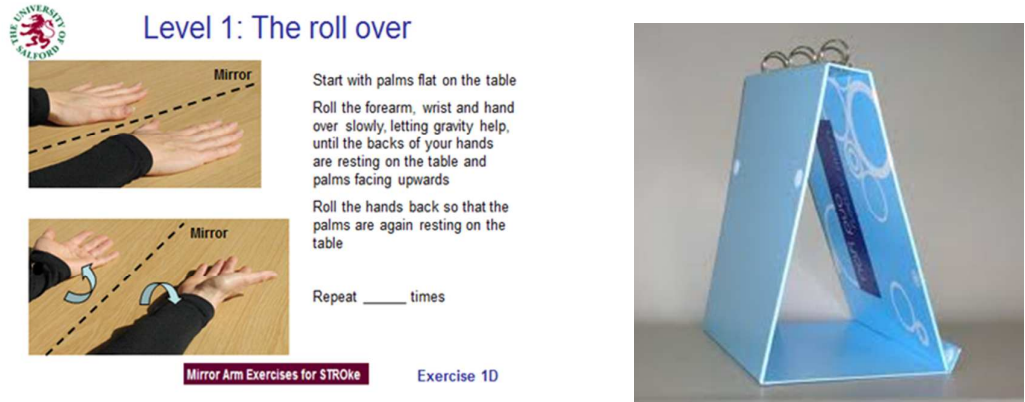 THE UNIVERSITY OF SALFORD
Level 1: The roll over
Mirror
Start with palms flat on the table
Roll the forearm, wrist and hand
over slowly, letting gravity help,
until the backs of your hands
are resting on the table and
palms facing upwards
Mirror
Roll the hands back so that the
palms are again resting on the
table
Repeat ______ times
Mirror Arm Exercises for STROke
Exercise 1D